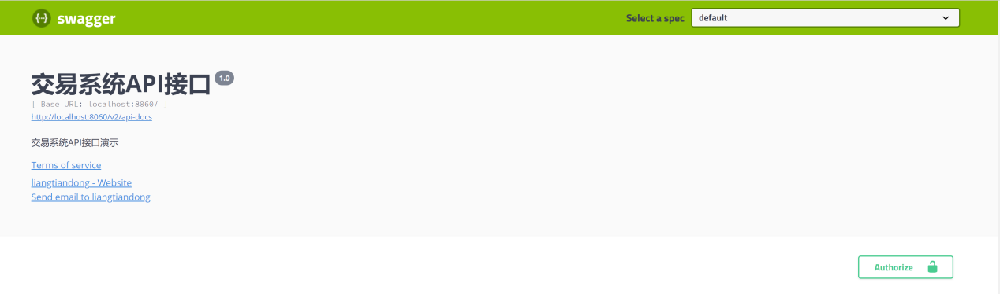 {...} swagger
Select a spec default
交易系统API接口 1.0
[ Base URL: localhost:8060/ ]
http://localhost:8060/v2/api-docs
交易系统API接口演示
Terms of service
liangtiandong - Website
Send email to liangtiandong
Authorize